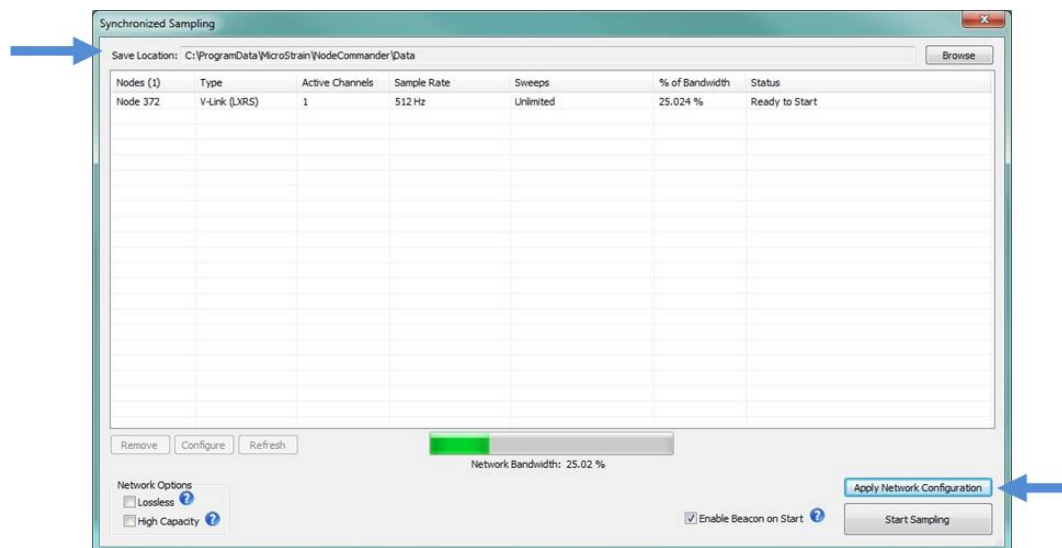 Synchronized Sampling
Save Location: C:\ProgramData\MicroStrain\NodeCommander\Data Browse
Nodes (1) Type Active Channels Sample Rate Sweeps % of Bandwidth Status
Node 372 V-Link (LXRS) 1 512 Hz Unlimited 25.024 % Ready to Start
Remove Configure Refresh
Network Bandwidth: 25.02 %
Network Options
Lossless ?
High Capacity ?
Apply Network Configuration
Enable Beacon on Start ? Start Sampling